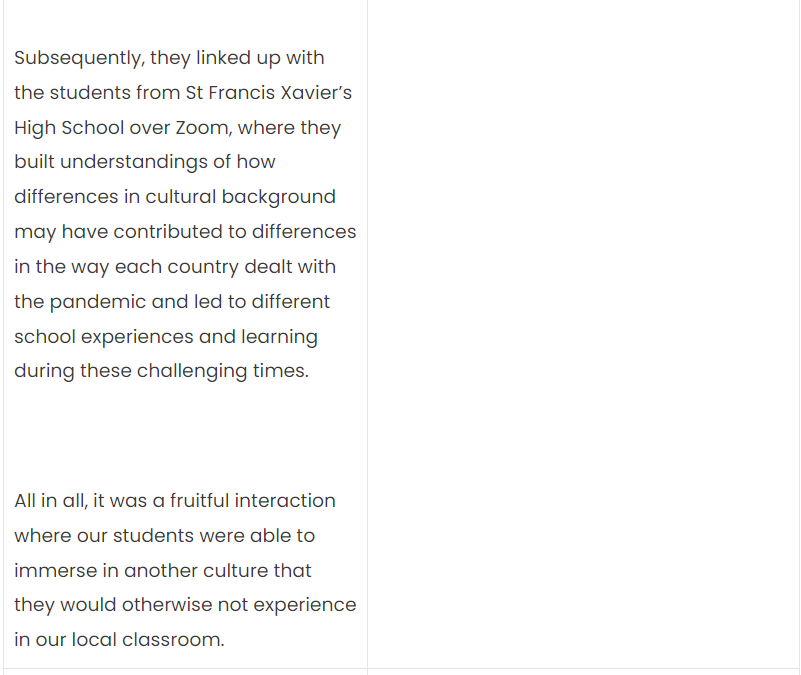 Subsequently, they linked up with
the students from St Francis Xavier’s
High School over Zoom, where they
built understandings of how
differences in cultural background
may have contributed to differences
in the way each country dealt with
the pandemic and led to different
school experiences and learning
during these challenging times.
All in all, it was a fruitful interaction
where our students were able to
immerse in another culture that
they would otherwise not experience
in our local classroom.